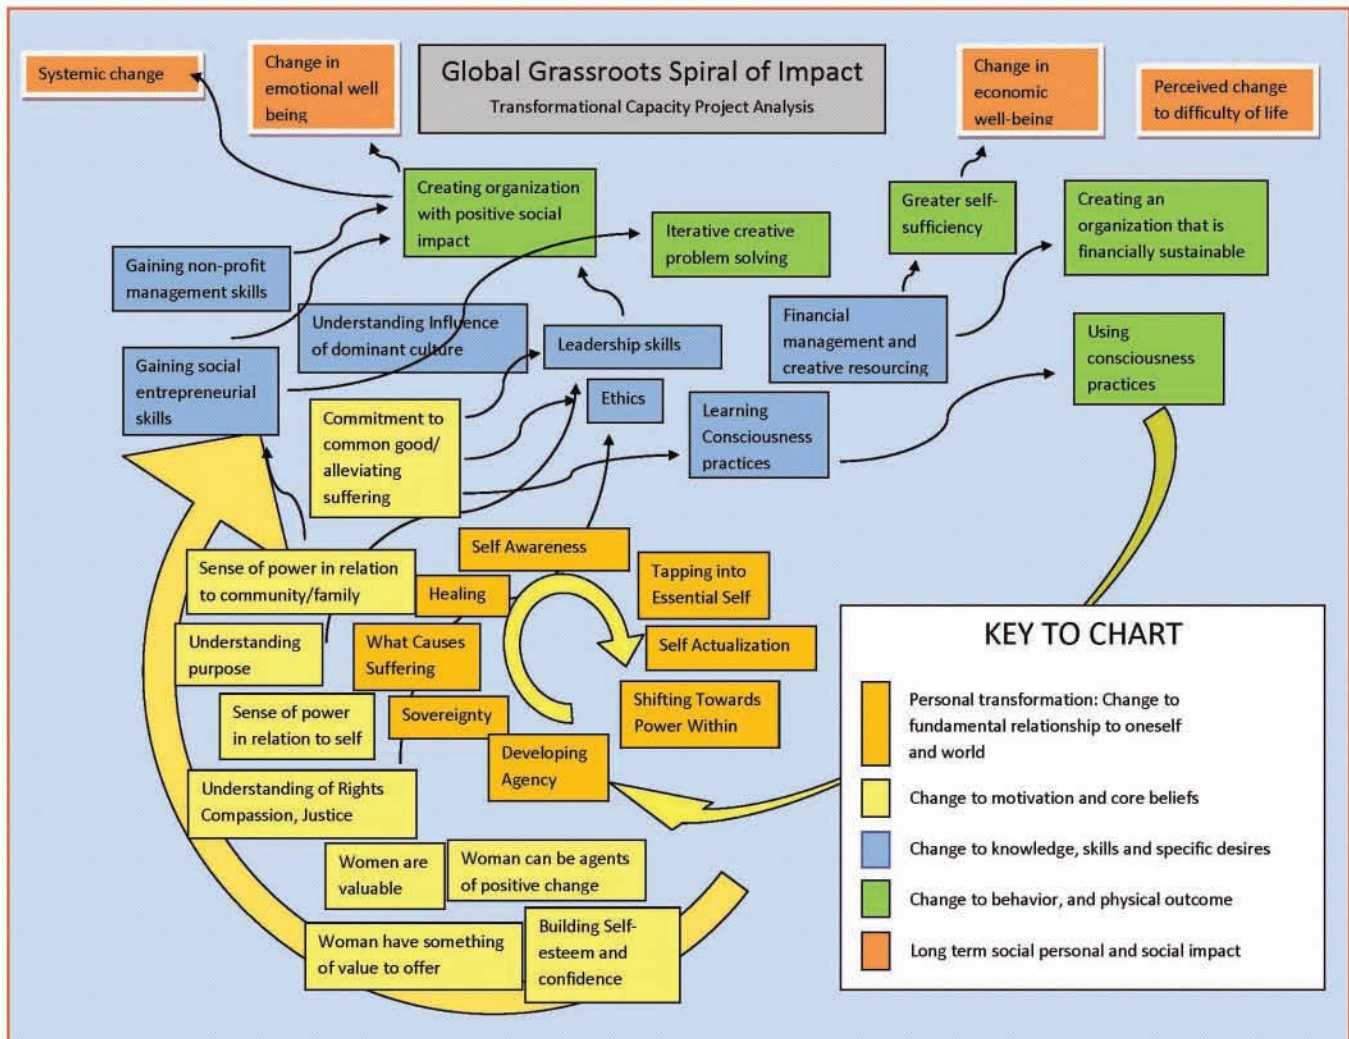 Global Grassroots Spiral of Impact
Transformational Capacity Project Analysis
Systemic change
Change in
emotional well
being
Change in
economic
well-being
Perceived change
to difficulty of life
Creating organization
with positive social
impact
Iterative creative
problem solving
Greater self-
sufficiency
Creating an
organization that is
financially sustainable
Gaining non-profit
management skills
Understanding Influence
of dominant culture
Leadership skills
Financial
management and
creative resourcing
Using
consciousness
practices
Gaining social
entrepreneurial
skills
Ethics
Learning
Consciousness
practices
Commitment to
common good/
alleviating
suffering
Self Awareness
Tapping into
Essential Self
Sense of power in relation
to community/family
Healing
Understanding
purpose
What Causes
Suffering
Self Actualization
Sense of power
in relation to self
Sovereignty
Shifting Towards
Power Within
Developing
Agency
Understanding of Rights
Compassion, Justice
Women are
valuable
Woman can be agents
of positive change
Woman have something
of value to offer
Building Self-
esteem and
confidence
KEY TO CHART
Personal transformation: Change to
fundamental relationship to oneself
and world
Change to motivation and core beliefs
Change to knowledge, skills and specific desires
Change to behavior, and physical outcome
Long term social personal and social impact